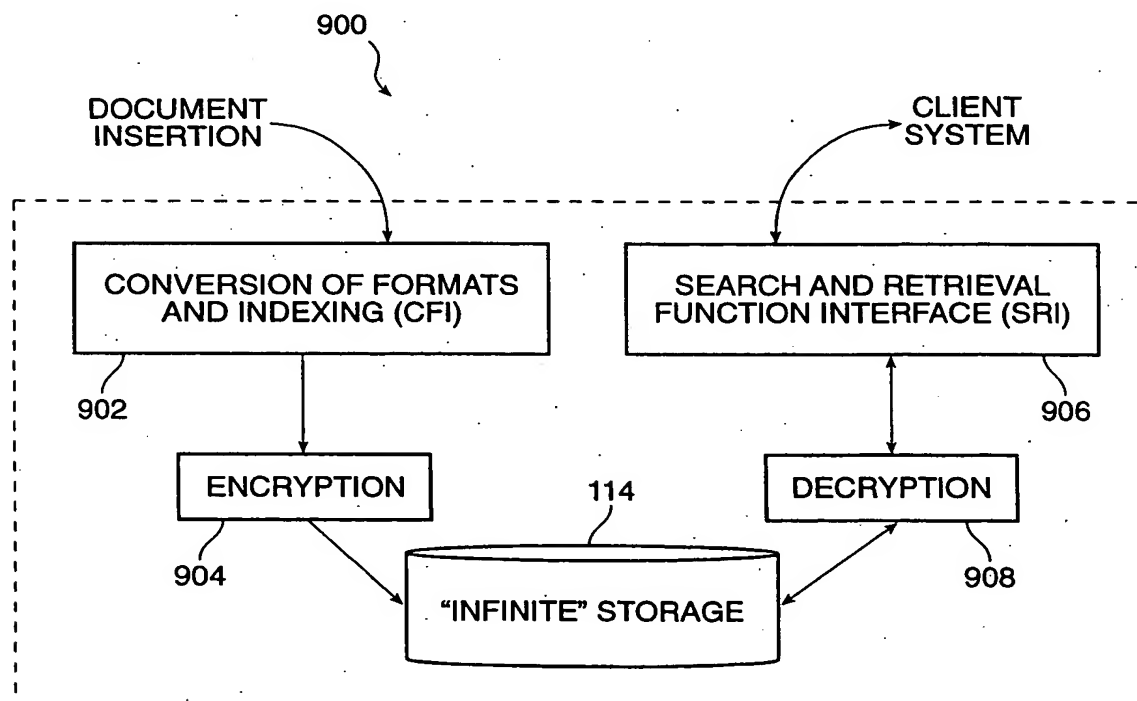 900
DOCUMENT
INSERTION
CLIENT
SYSTEM
CONVERSION OF FORMATS
AND INDEXING (CFI)
SEARCH AND RETRIEVAL
FUNCTION INTERFACE (SRI)
902
906
ENCRYPTION
DECRYPTION
114
904
908
“INFINITE” STORAGE